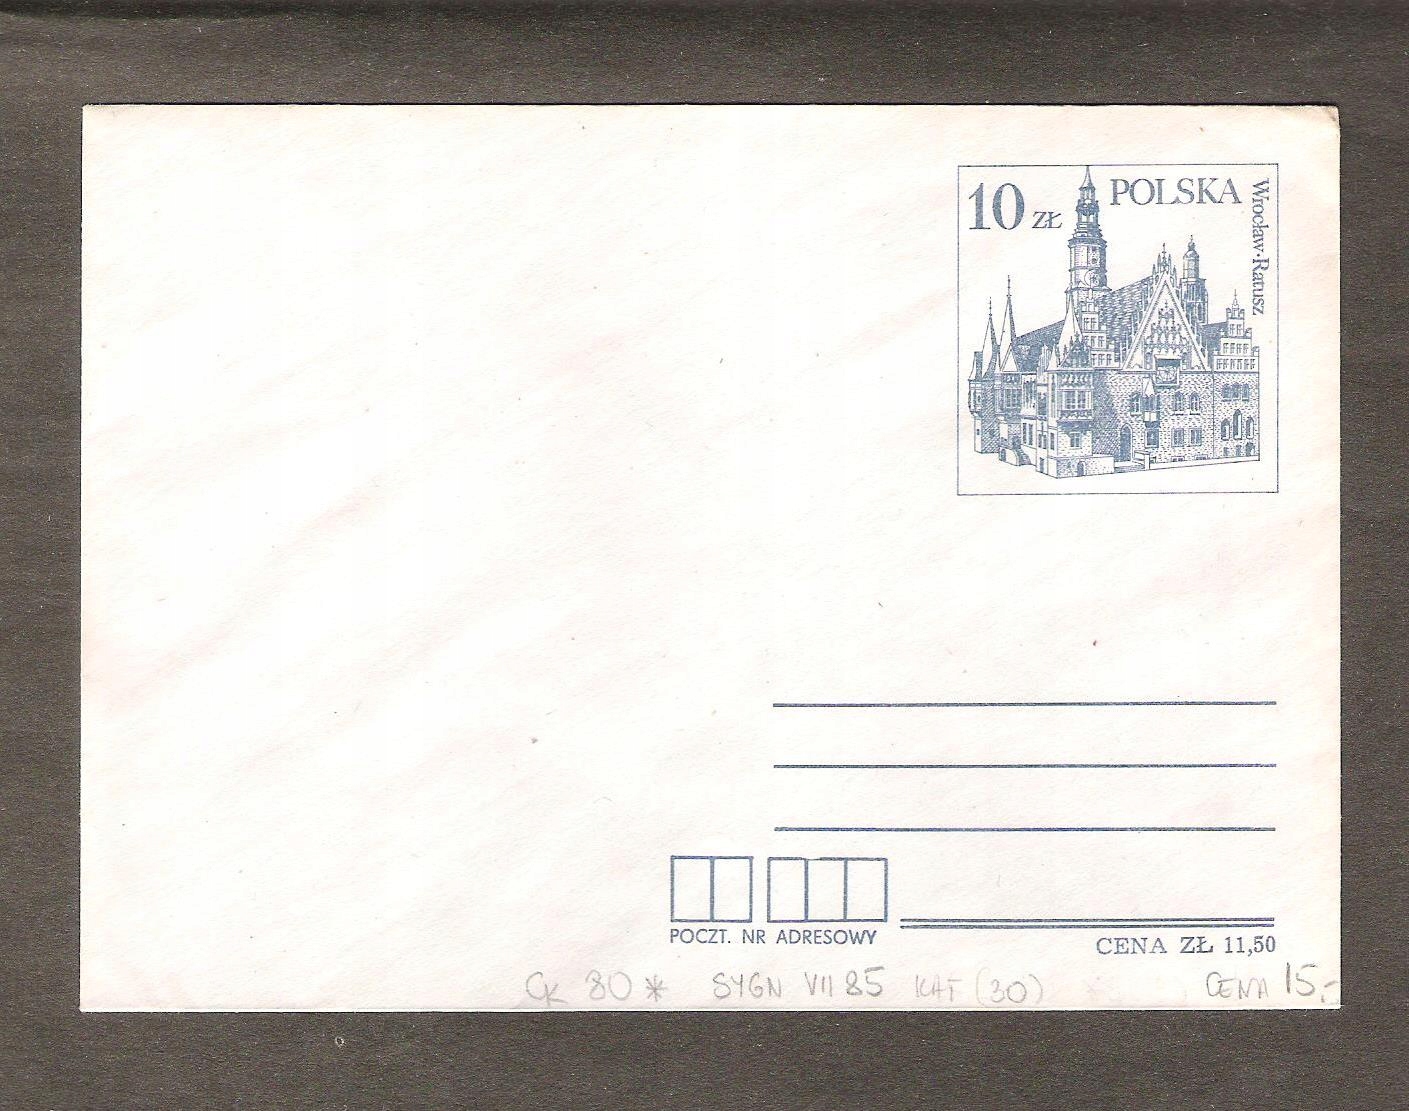 10 ZŁ POLSKA
Wrocław·Ratusz
POCZT. NR ADRESOWY
CENA ZŁ 11,50
CK 80 * SYGN VII 85 KAT (30) CENA 15,-